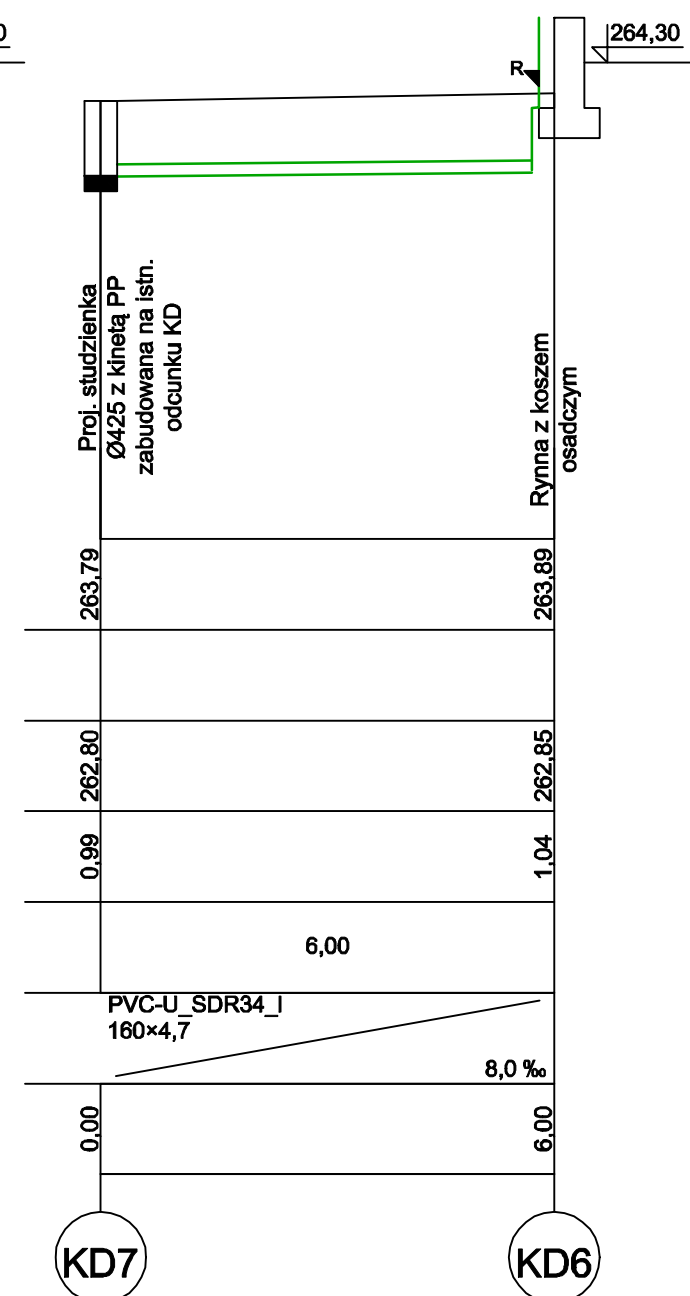 0
264,30
R
Proj. studzienka
Ø425 z kinetą PP
zabudowana na istn.
odcunku KD
Rynna z koszem
osadczym
263,79
263,89
262,80
262,85
0,99
1,04
6,00
PVC-U_SDR34_I
160×4,7
8,0 ‰
0,00
6,00
KD7
KD6